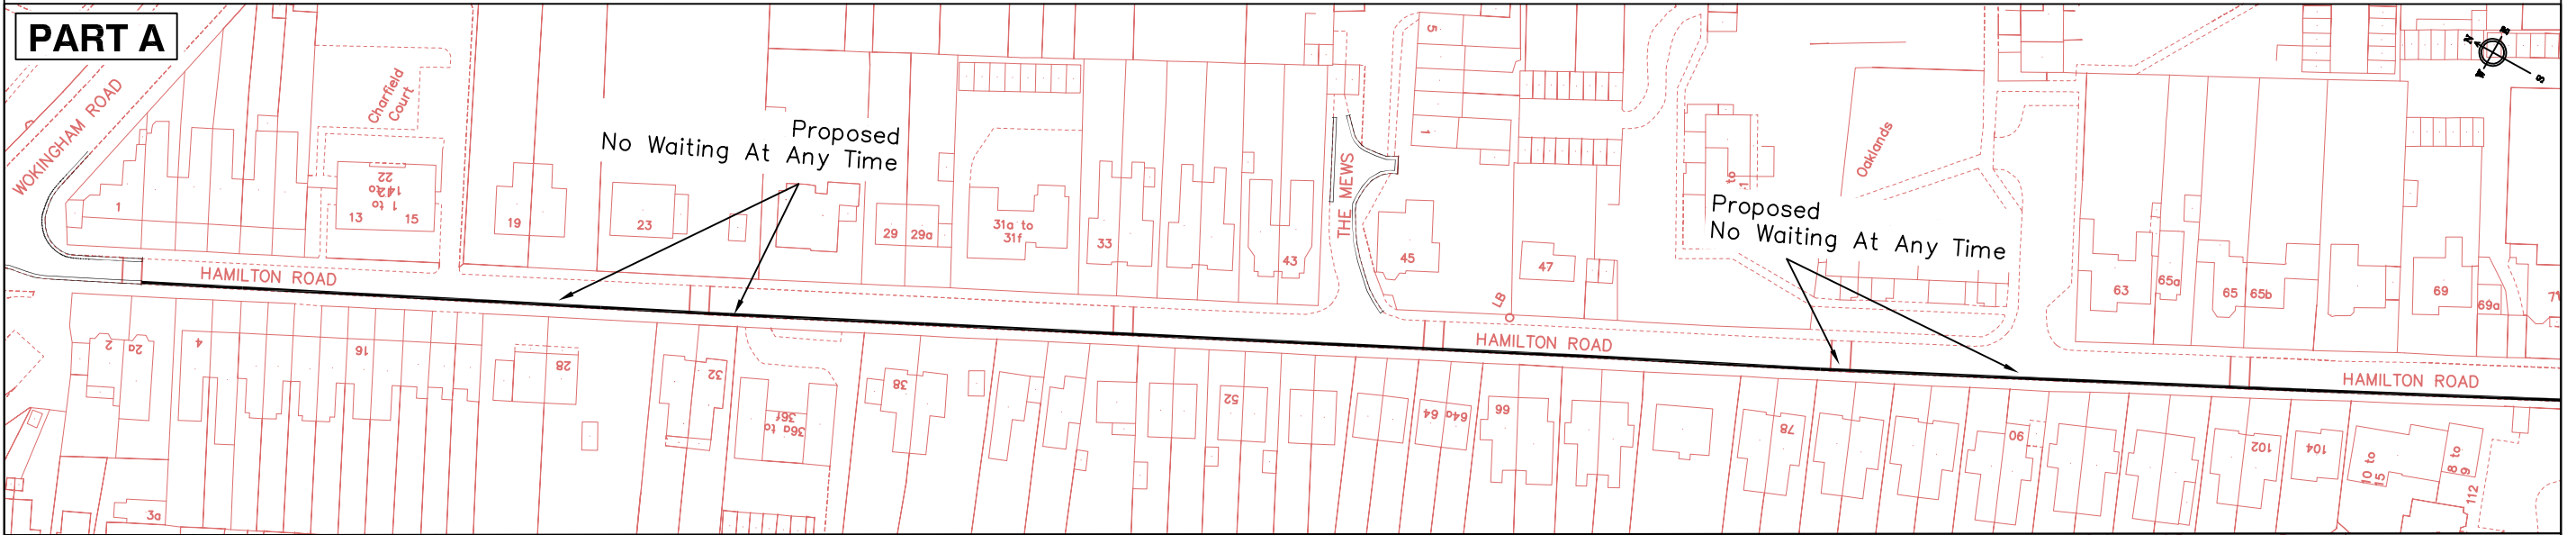 PART A
WOKINGHAM ROAD
Charfield
Court
Proposed
No Waiting At Any Time
Proposed
No Waiting At Any Time
THE MEWS
Oaklands
N
E
S
W
5
1
1
13
15
22
1 to
19
23
29
29a
31a to
31f
33
43
45
47
LB
to
1
63
65a
65
65b
69
69a
HAMILTON ROAD
HAMILTON ROAD
HAMILTON ROAD
2
2a
4
16
28
32
36a to
36f
38
52
64
64a
66
78
90
102
104
10 to
15
8 to
9
112
3a